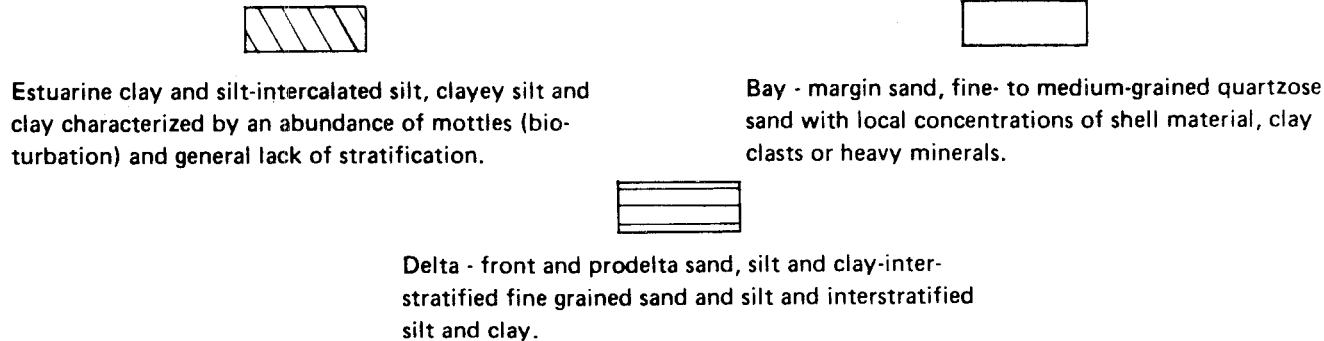 Estuarine clay and silt-intercalated silt, clayey silt and
clay characterized by an abundance of mottles (bio-
turbation) and general lack of stratification.
Bay - margin sand, fine- to medium-grained quartzose
sand with local concentrations of shell material, clay
clasts or heavy minerals.
Delta - front and prodelta sand, silt and clay-inter-
stratified fine grained sand and silt and interstratified
silt and clay.